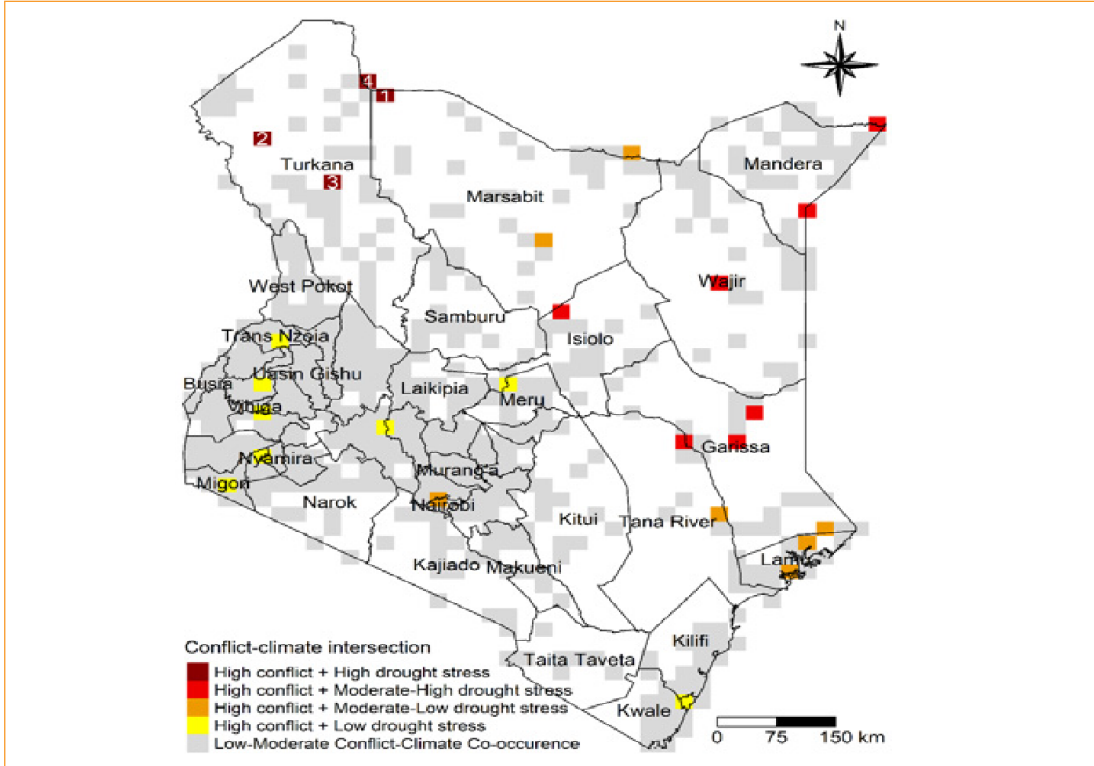 N
4
1
2
Turkana
3
Mandera
Marsabit
Wajir
West Pokot
Samburu
Isiolo
Trans Nzoia
Uasin Gishu
Busia
Laikipia
Meru
Vihiga
Garissa
Nyamira
Murang'a
Migori
Narok
Nairobi
Kitui
Tana River
Kajiado
Makueni
Lamu
Kilifi
Taita Taveta
Kwale
Conflict-climate intersection
High conflict + High drought stress
High conflict + Moderate-High drought stress
High conflict + Moderate-Low drought stress
High conflict + Low drought stress
Low-Moderate Conflict-Climate Co-occurence
0 75 150 km